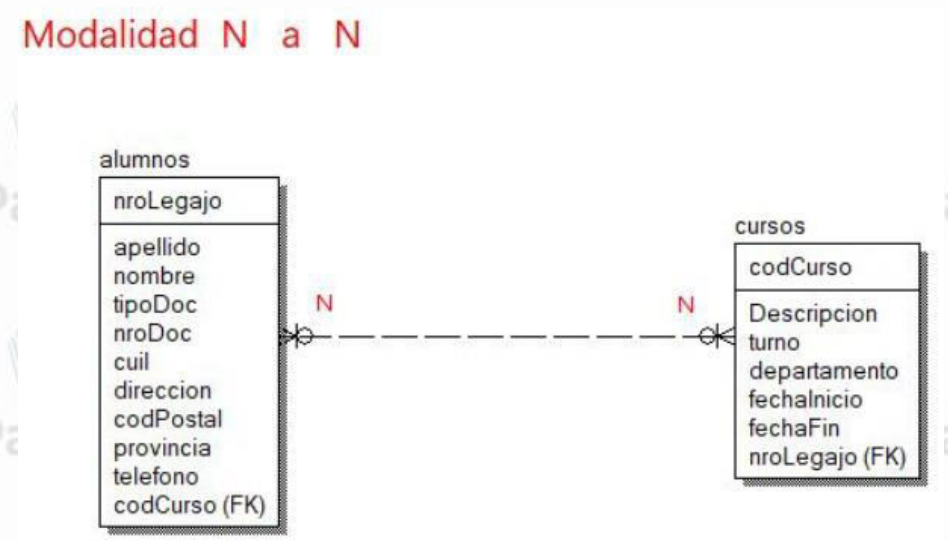 Modalidad N a N
alumnos
nroLegajo
apellido
nombre
tipoDoc
nroDoc
cuil
direccion
codPostal
provincia
telefono
codCurso (FK)
N
N
cursos
codCurso
Descripcion
turno
departamento
fechaInicio
fechaFin
nroLegajo (FK)